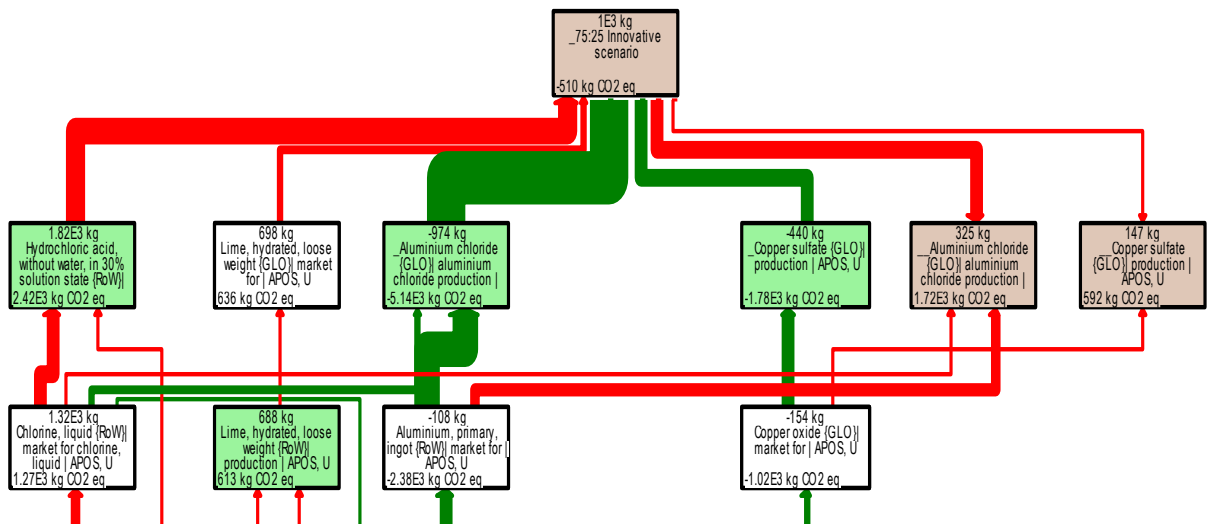 1E3 kg
_75:25 Innovative
scenario
-510 kg CO2 eq
1.82E3 kg
Hydrochloric acid,
without water, in 30%
solution state {RoW}|
2.42E3 kg CO2 eq
698 kg
Lime, hydrated, loose
weight {GLO}| market
for | APOS, U
636 kg CO2 eq
-974 kg
_Aluminium chloride
{GLO}| aluminium
chloride production |
-5.14E3 kg CO2 eq
-440 kg
_Copper sulfate {GLO}|
production | APOS, U
-1.78E3 kg CO2 eq
325 kg
__Aluminium chloride
{GLO}| aluminium
chloride production |
1.72E3 kg CO2 eq
147 kg
__Copper sulfate
{GLO}| production |
APOS, U
592 kg CO2 eq
1.32E3 kg
Chlorine, liquid {RoW}|
market for chlorine,
liquid | APOS, U
1.27E3 kg CO2 eq
688 kg
Lime, hydrated, loose
weight {RoW}|
production | APOS, U
613 kg CO2 eq
-108 kg
Aluminium, primary,
ingot {RoW}| market for |
APOS, U
-2.38E3 kg CO2 eq
-154 kg
Copper oxide {GLO}|
market for | APOS, U
-1.02E3 kg CO2 eq